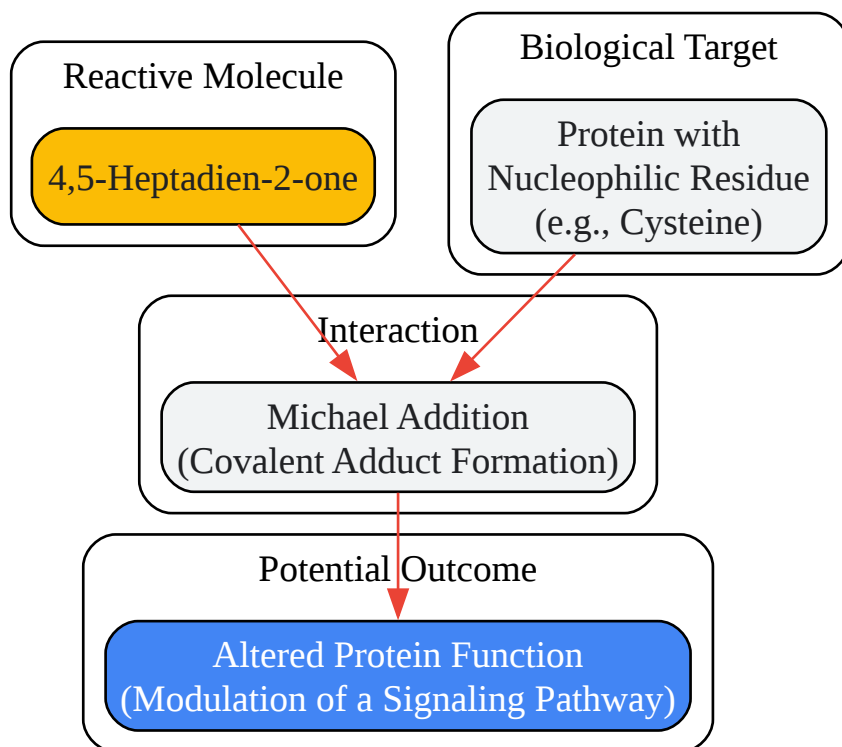 Reactive Molecule
4,5-Heptadien-2-one
Biological Target
Protein with
Nucleophilic Residue
(e.g., Cysteine)
Interaction
Michael Addition
(Covalent Adduct Formation)
Potential Outcome
Altered Protein Function
(Modulation of a Signaling Pathway)